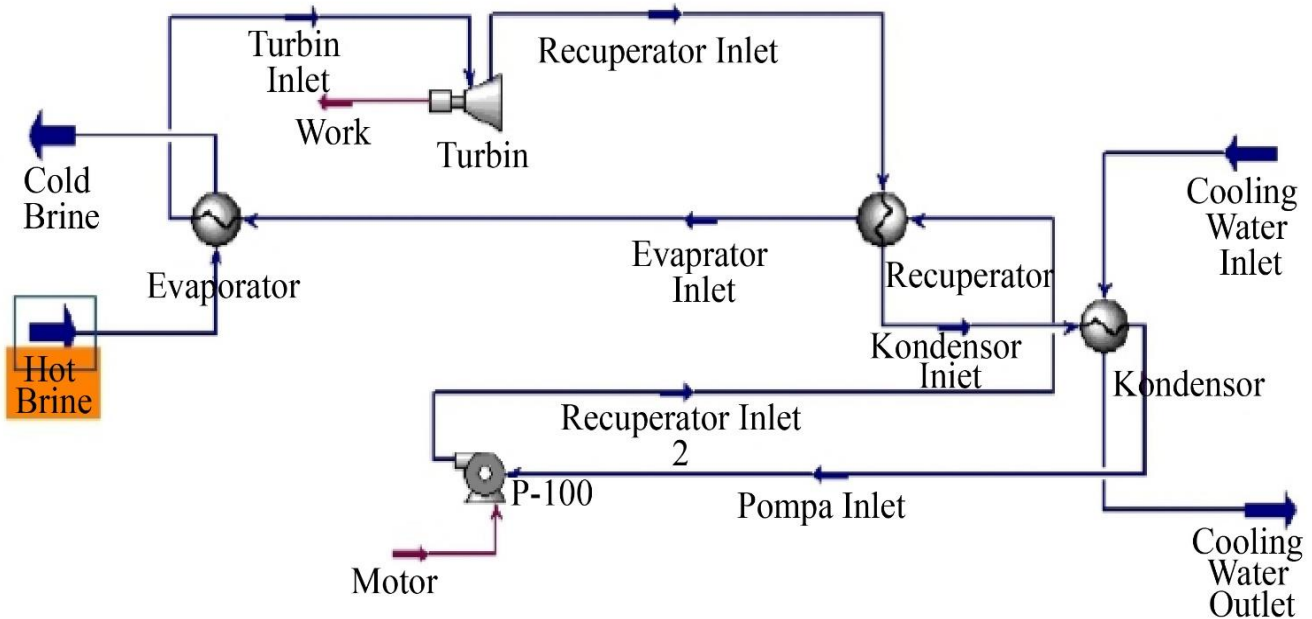 Turbin
Inlet
Recuperator Inlet
Work
Turbin
Cold
Brine
Cooling
Water
Inlet
Evaprator
Inlet
Recuperator
Evaporator
Hot
Brine
Kondensor
Iniet
Kondensor
Recuperator Inlet
2
P-100
Pompa Inlet
Motor
Cooling
Water
Outlet